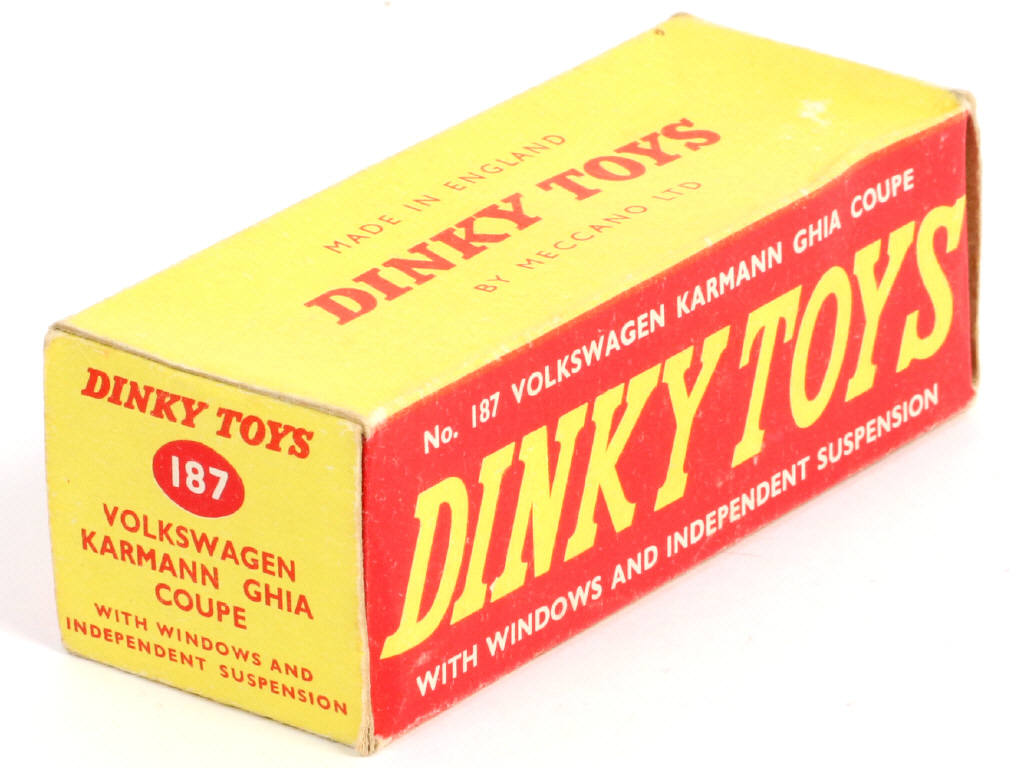 MADE IN ENGLAND
DINKY TOYS
BY MECCANO LTD
No. 187 VOLKSWAGEN KARMANN GHIA COUPE
DINKY TOYS
WITH WINDOWS AND INDEPENDENT SUSPENSION
DINKY TOYS
187
VOLKSWAGEN
KARMANN GHIA
COUPE
WITH WINDOWS AND
INDEPENDENT SUSPENSION